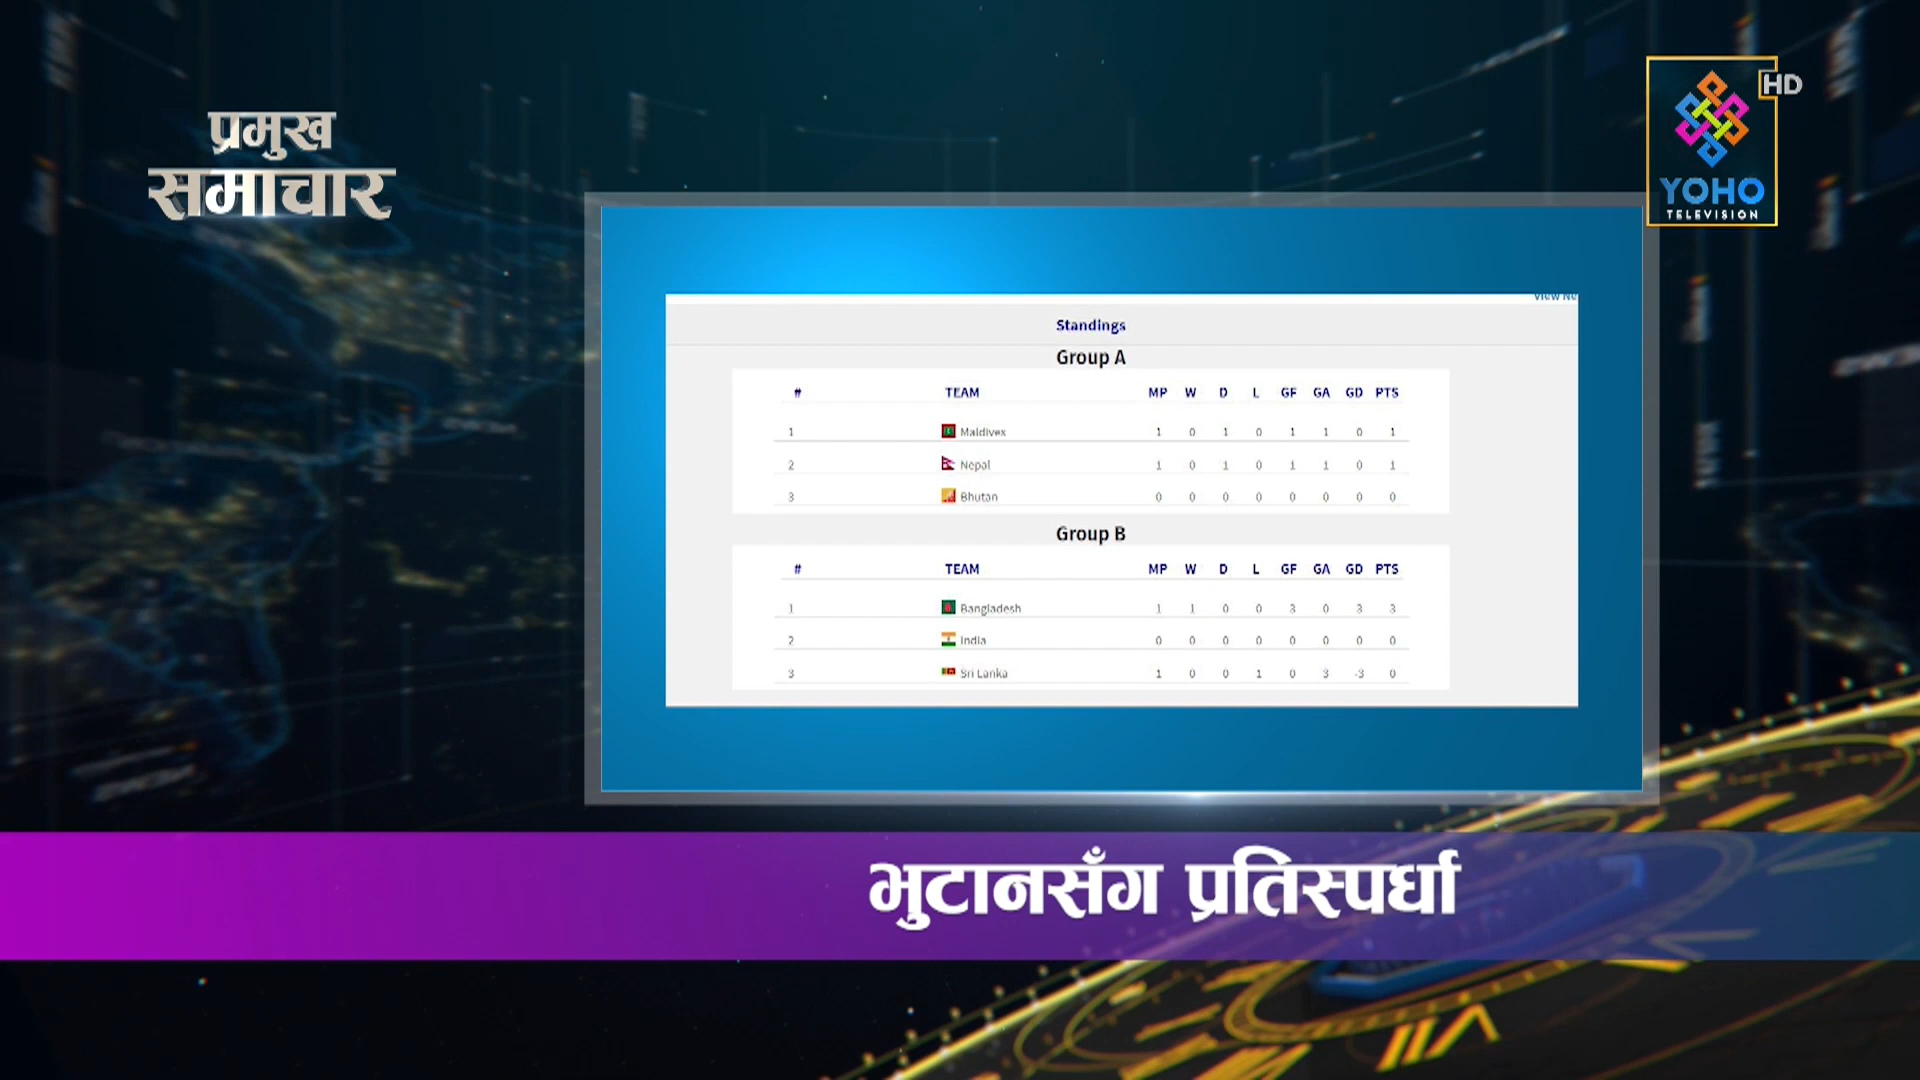 प्रमुख
समाचार
HD
YOHO
TELEVISION
Standings
Group A
# TEAM MP W D L GF GA GD PTS
1 Maldives 1 0 1 0 1 1 0 1
2 Nepal 1 0 1 0 1 1 0 1
3 Bhutan 0 0 0 0 0 0 0 0
Group B
# TEAM MP W D L GF GA GD PTS
1 Bangladesh 1 1 0 0 3 0 3 3
2 India 0 0 0 0 0 0 0 0
3 Sri Lanka 1 0 0 1 0 3 -3 0
भुटानसँग प्रतिस्पर्धा